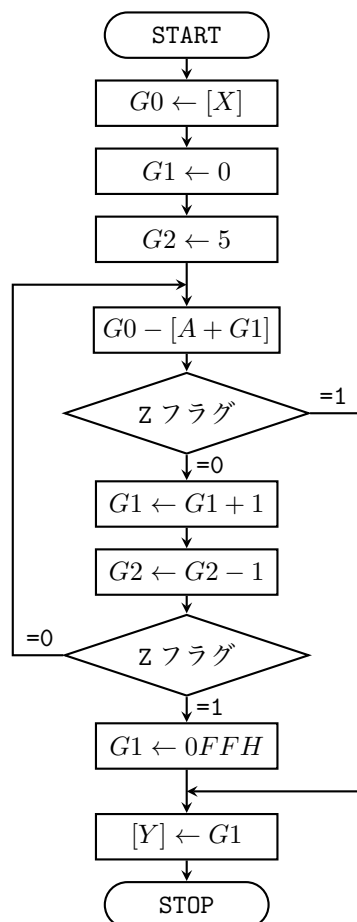 START
G0 ← [X]
G1 ← 0
G2 ← 5
G0 − [A + G1]
Z フラグ
=1
=0
G1 ← G1 + 1
G2 ← G2 − 1
=0
Z フラグ
=1
G1 ← 0FFH
[Y] ← G1
STOP